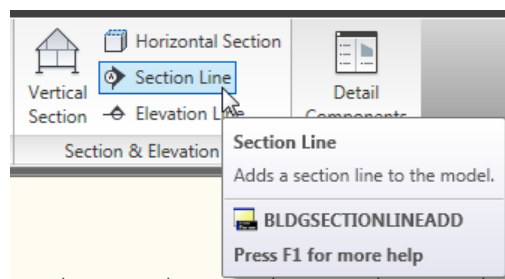 Horizontal Section
A
Section Line
Vertical
Section
Elevation Line
Detail
Components
Section & Elevation
Section Line
Adds a section line to the model.
BLDGSECTIONLINEADD
Press F1 for more help